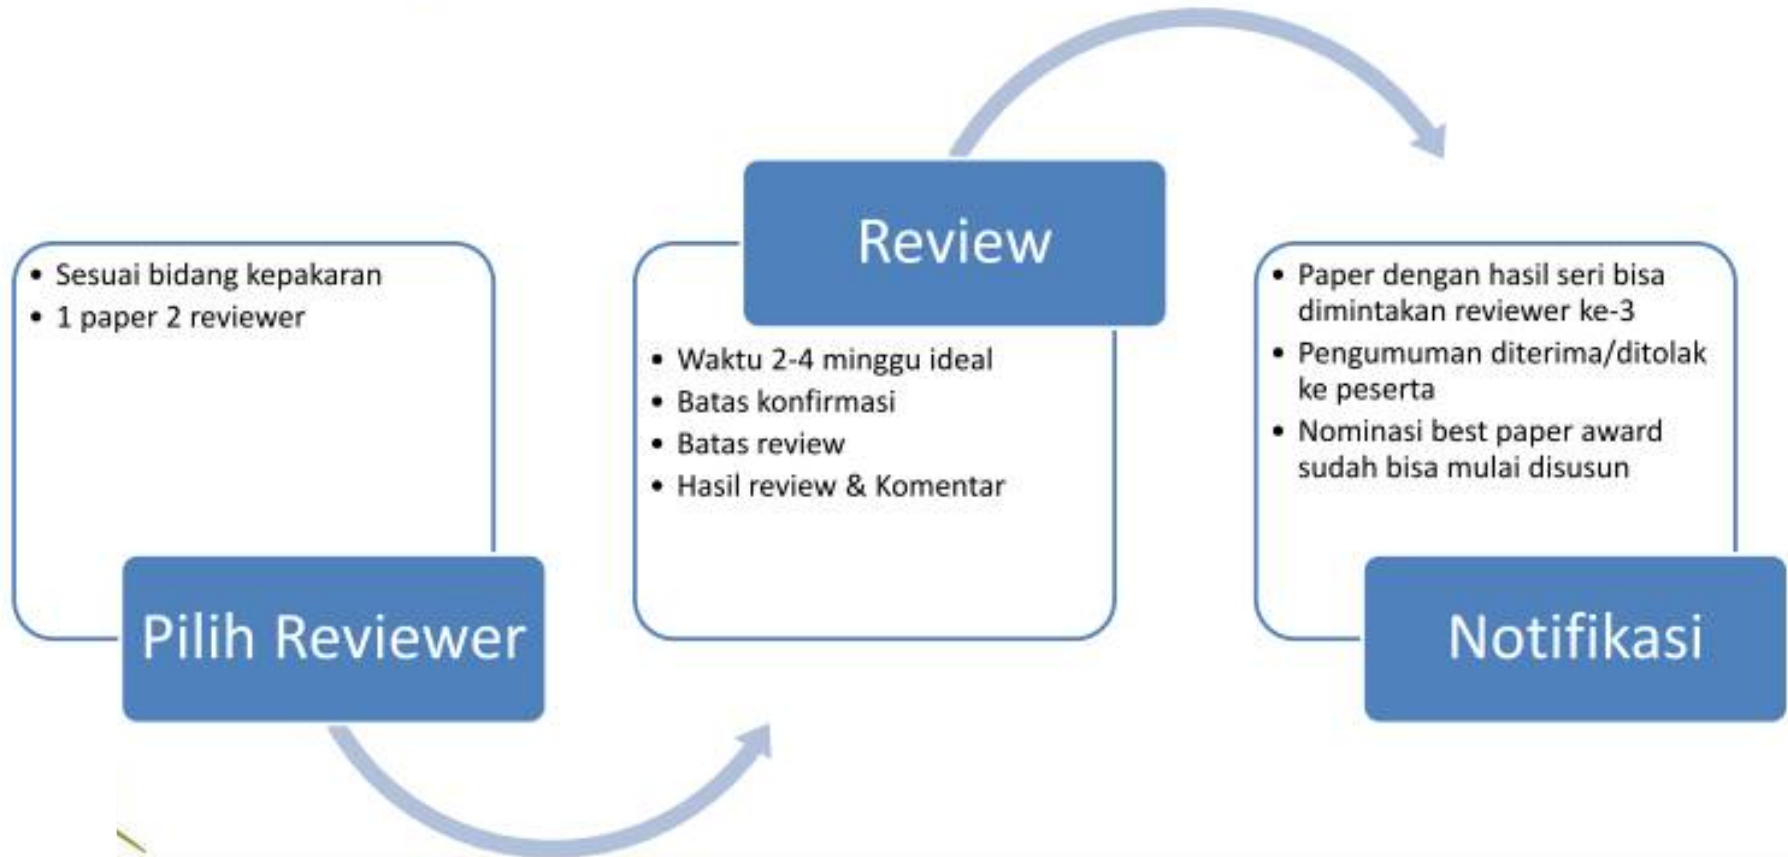 • Sesuai bidang kepakaran
• 1 paper 2 reviewer
Pilih Reviewer
Review
• Waktu 2-4 minggu ideal
• Batas konfirmasi
• Batas review
• Hasil review & Komentar
• Paper dengan hasil seri bisa
dimintakan reviewer ke-3
• Pengumuman diterima/ditolak
ke peserta
• Nominasi best paper award
sudah bisa mulai disusun
Notifikasi